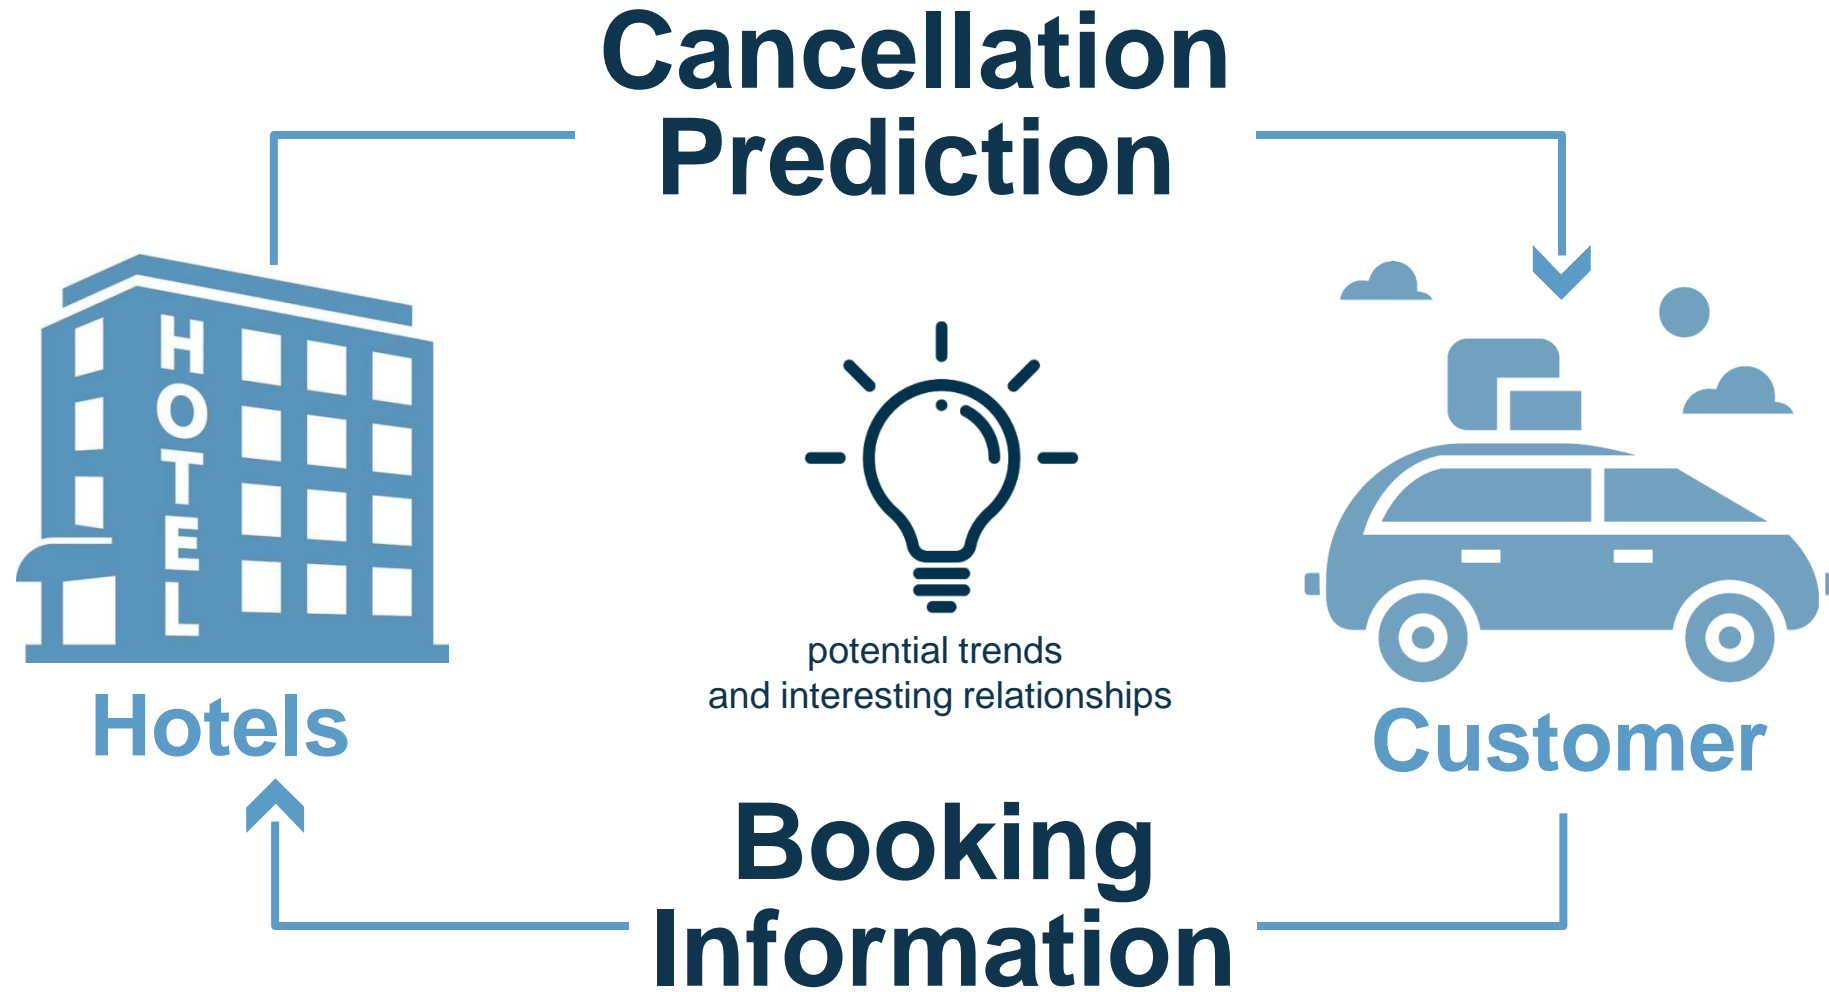 Cancellation
Prediction
HOTEL
potential trends
and interesting relationships
Hotels
Customer
Booking
Information